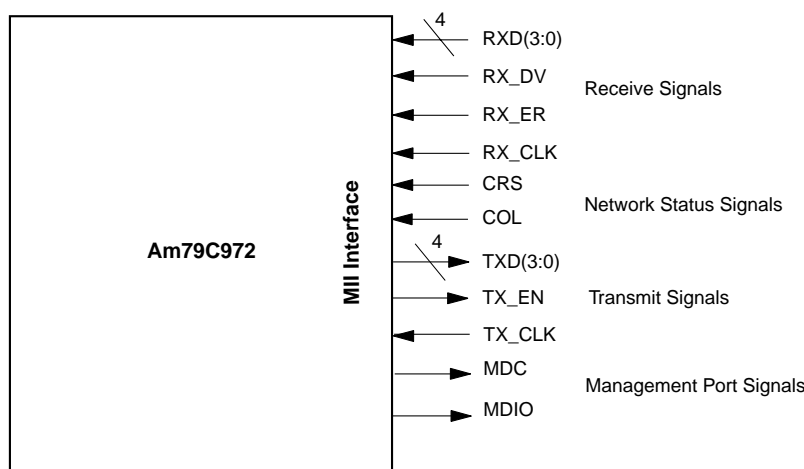 4
RXD(3:0)
RX_DV
Receive Signals
RX_ER
RX_CLK
CRS
Network Status Signals
COL
Am79C972
MII Interface
4
TXD(3:0)
TX_EN
Transmit Signals
TX_CLK
MDC
Management Port Signals
MDIO